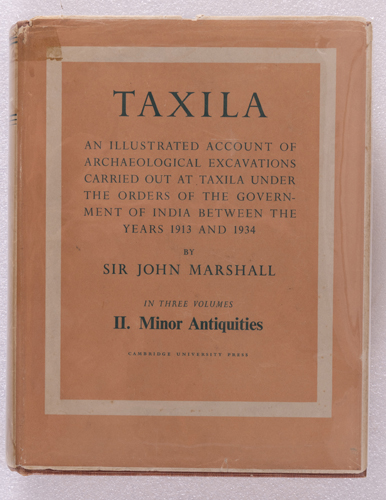 TAXILA
AN ILLUSTRATED ACCOUNT OF
ARCHAEOLOGICAL EXCAVATIONS
CARRIED OUT AT TAXILA UNDER
THE ORDERS OF THE GOVERN-
MENT OF INDIA BETWEEN THE
YEARS 1913 AND 1934
BY
SIR JOHN MARSHALL
IN THREE VOLUMES
II. Minor Antiquities
CAMBRIDGE UNIVERSITY PRESS